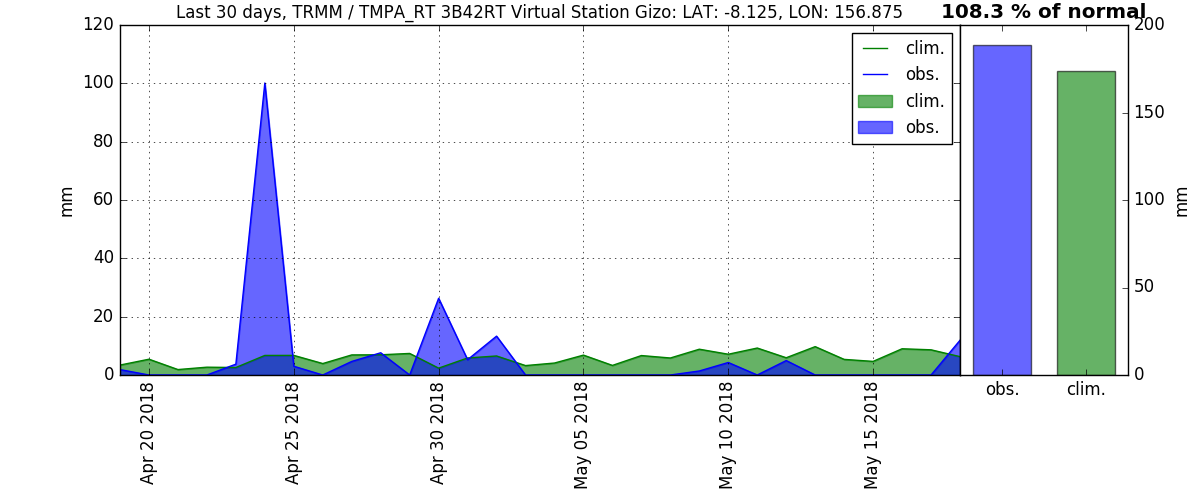 Last 30 days, TRMM / TMPA_RT 3B42RT Virtual Station Gizo: LAT: -8.125, LON: 156.875
108.3 % of normal
120
100
80
60
40
20
0
mm
clim.
obs.
clim.
obs.
200
150
100
50
0
mm
Apr 20 2018
Apr 25 2018
Apr 30 2018
May 05 2018
May 10 2018
May 15 2018
obs.
clim.